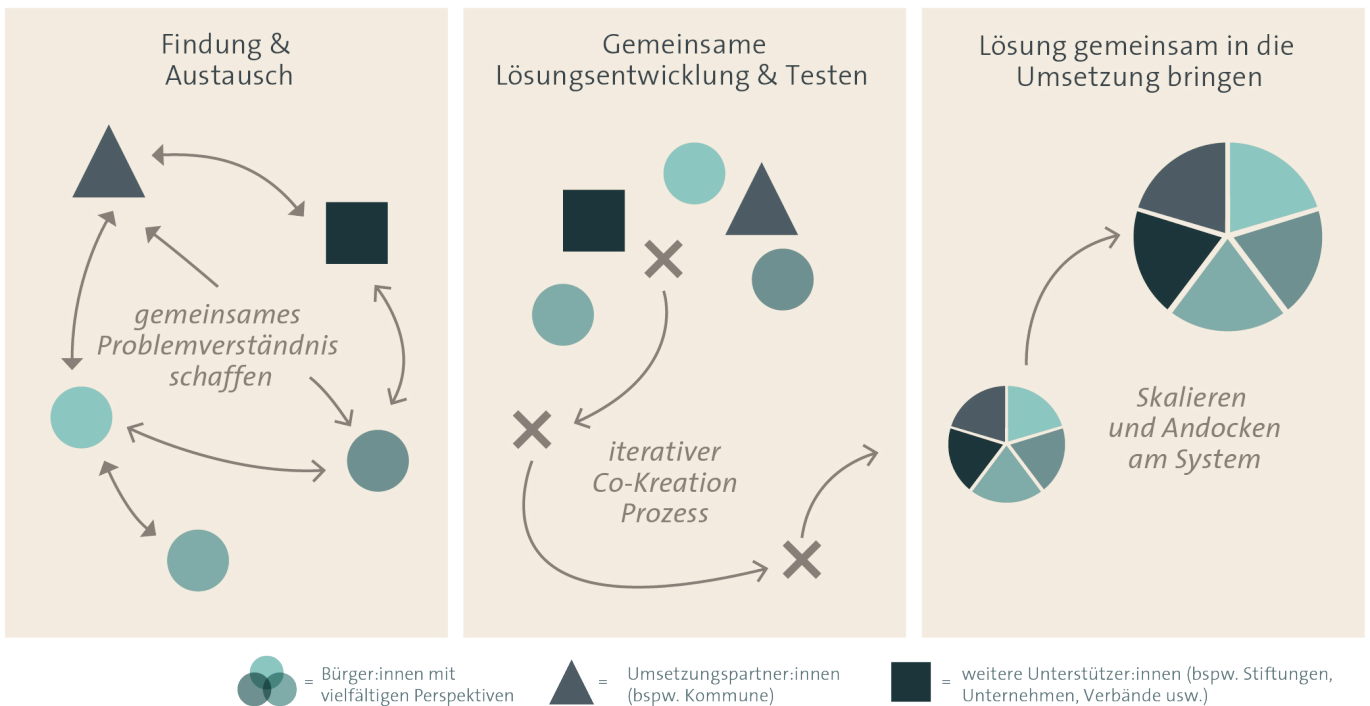 Findung &
Austausch
gemeinsames
Problemverständnis
schaffen
Gemeinsame
Lösungsentwicklung & Testen
iterativer
Co-Kreation
Prozess
Lösung gemeinsam in die
Umsetzung bringen
Skalieren
und Andocken
am System
= Bürger:innen mit
vielfältigen Perspektiven
= Umsetzungspartner:innen
(bspw. Kommune)
= weitere Unterstützer:innen (bspw. Stiftungen,
Unternehmen, Verbände usw.)